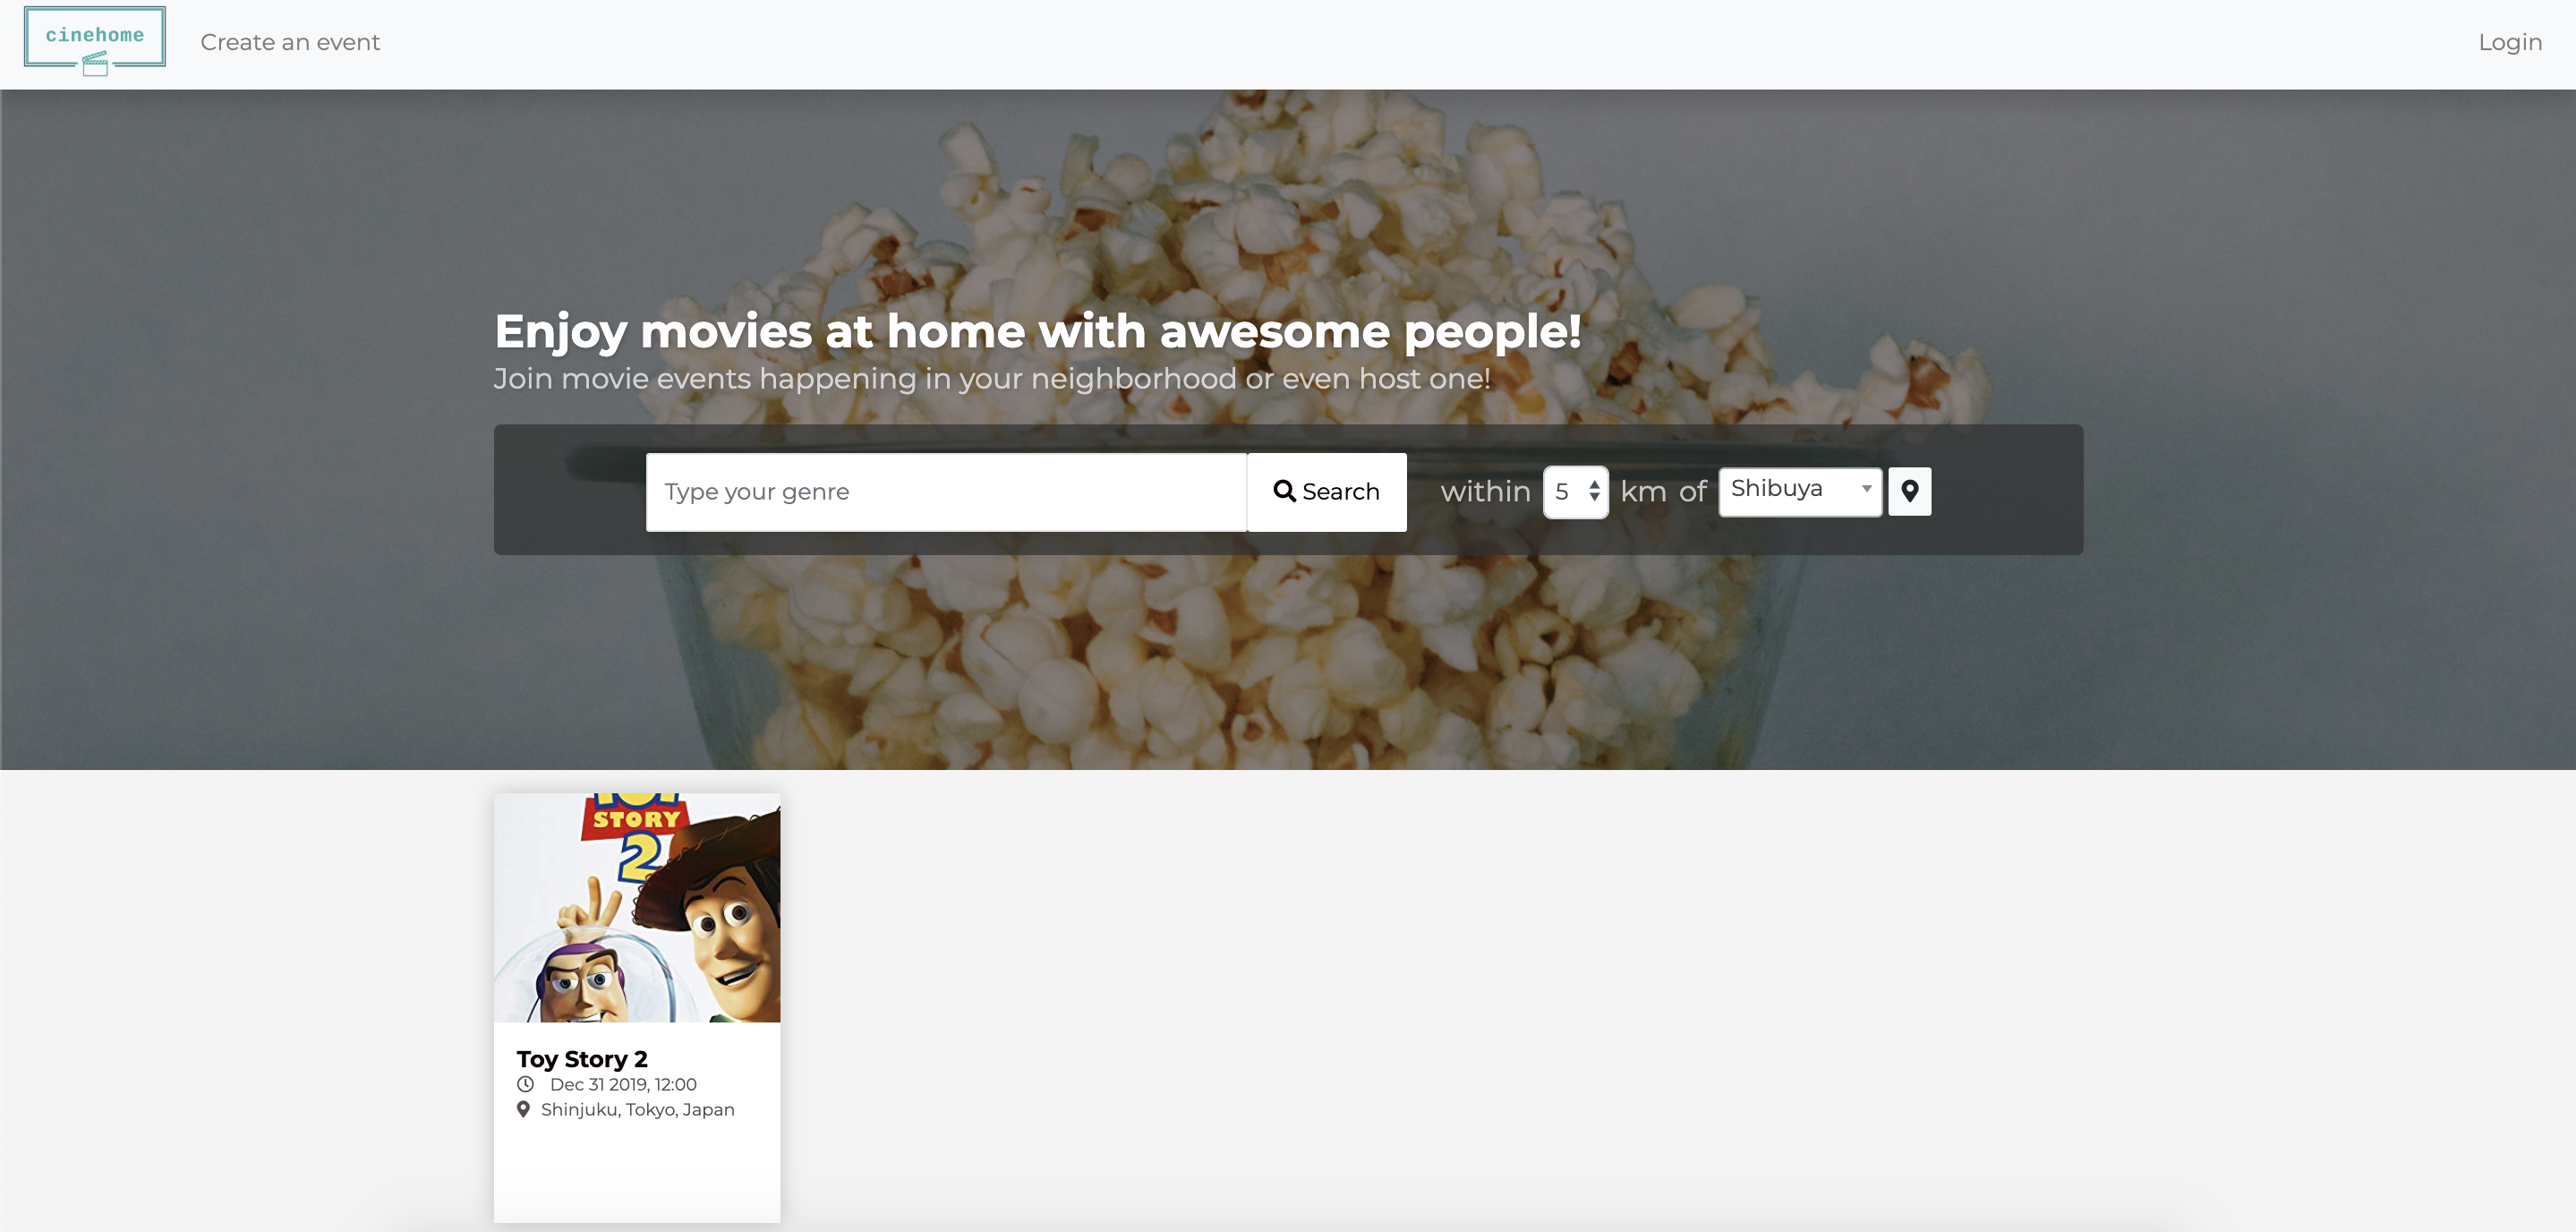 cinehome
Create an event
Login
Enjoy movies at home with awesome people!
Join movie events happening in your neighborhood or even host one!
Type your genre
Search
within 5 km of Shibuya
TOY
STORY
2
Toy Story 2
Dec 31 2019, 12:00
Shinjuku, Tokyo, Japan